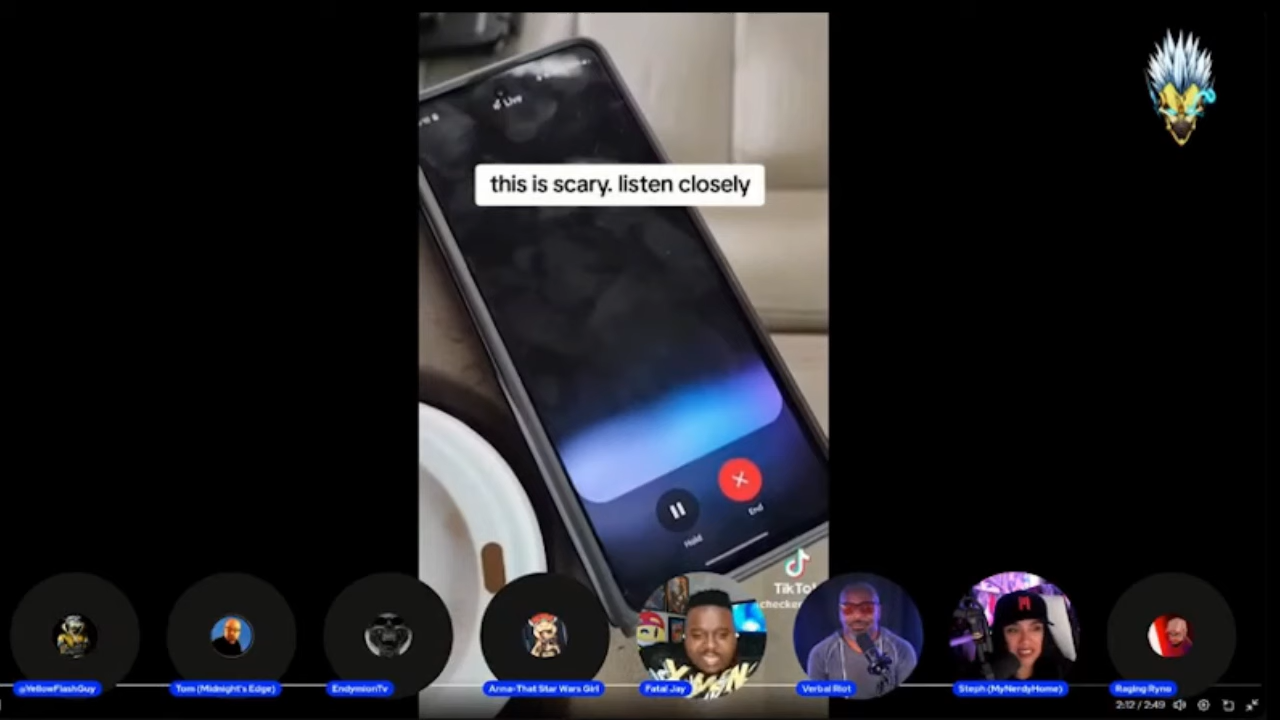 Live
this is scary. listen closely
End
Hold
TikTok
checker
@YellowFlashGuy
Tom (Midnight's Edge)
EndymionTv
Anna-That Star Wars Girl
Fatal Jay
Verbal Riot
Steph (MyNerdyHome)
Raging Ryno
2:12 / 2:49